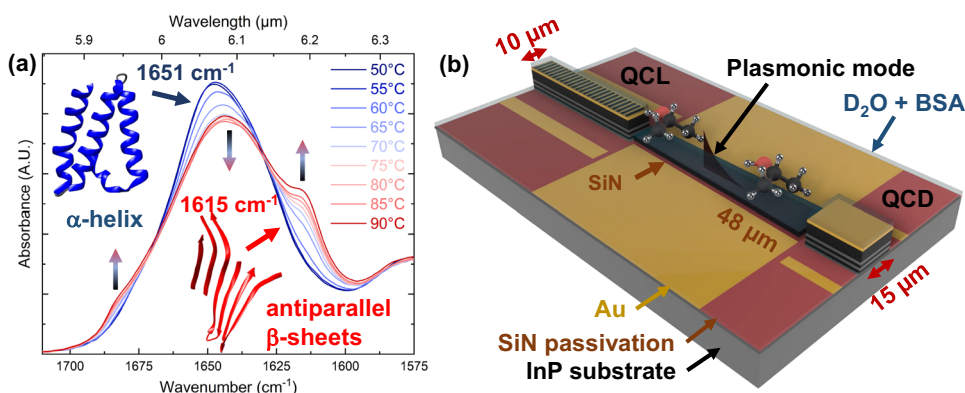 Wavelength (µm)
5.9 6 6.1 6.2 6.3
(a)
1651 cm⁻¹
50°C
55°C
60°C
65°C
70°C
75°C
80°C
85°C
90°C
α-helix
1615 cm⁻¹
antiparallel
β-sheets
Absorbance (A.U.)
1700 1675 1650 1625 1600 1575
Wavenumber (cm⁻¹)
(b)
10 µm
QCL
Plasmonic mode
D₂O + BSA
SiN
48 µm
QCD
15 µm
Au
SiN passivation
InP substrate